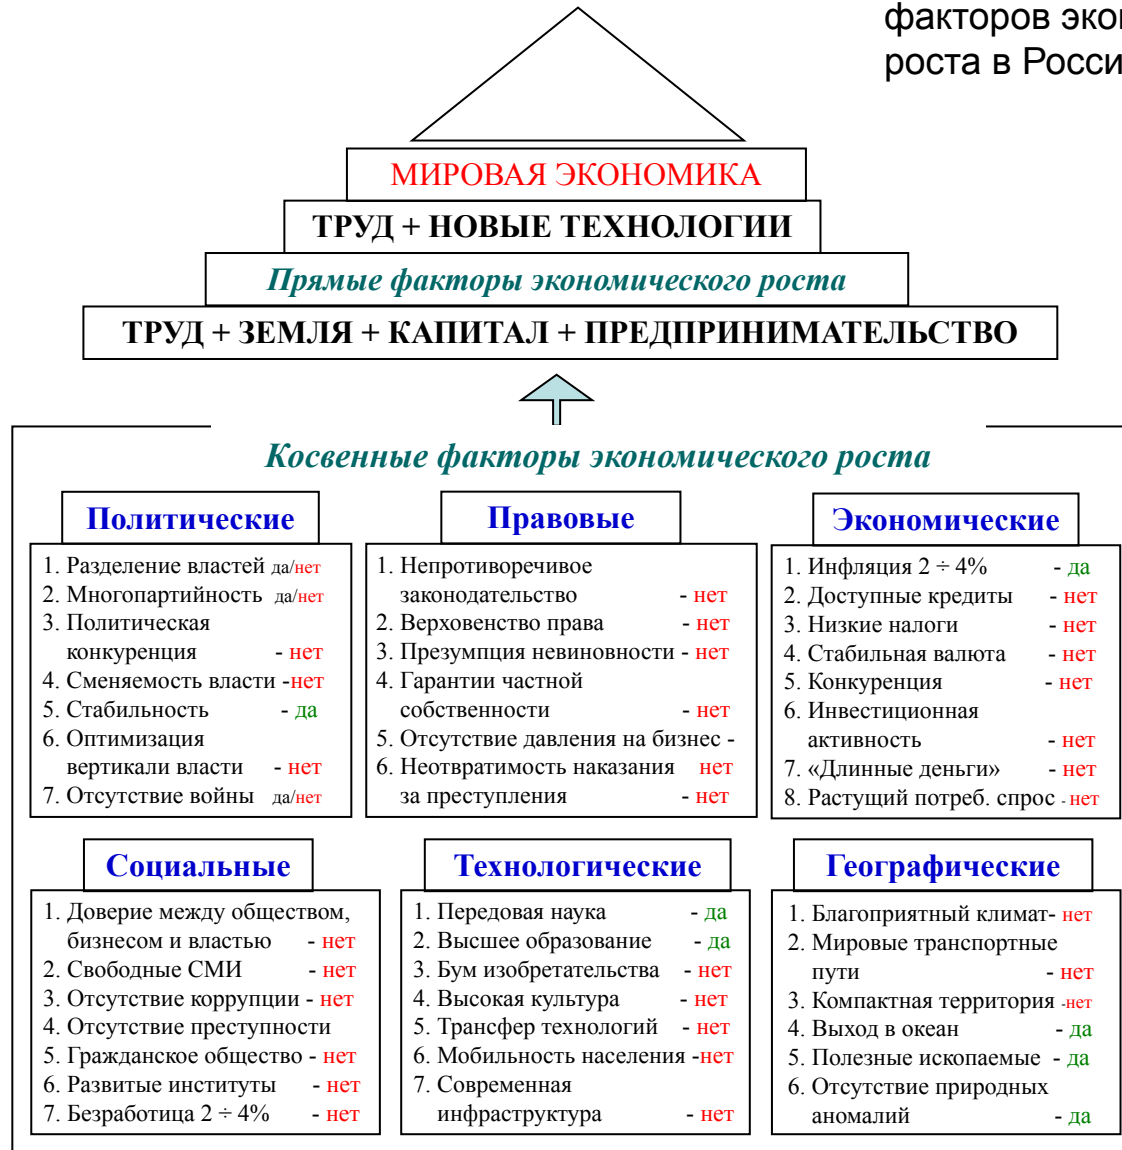 факторов экон
роста в Росси
МИРОВАЯ ЭКОНОМИКА
ТРУД + НОВЫЕ ТЕХНОЛОГИИ
Прямые факторы экономического роста
ТРУД + ЗЕМЛЯ + КАПИТАЛ + ПРЕДПРИНИМАТЕЛЬСТВО
Косвенные факторы экономического роста
Политические
1. Разделение властей да/нет
2. Многопартийность да/нет
3. Политическая
конкуренция - нет
4. Сменяемость власти -нет
5. Стабильность - да
6. Оптимизация
вертикали власти - нет
7. Отсутствие войны да/нет
Правовые
1. Непротиворечивое
законодательство - нет
2. Верховенство права - нет
3. Презумпция невиновности - нет
4. Гарантии частной
собственности - нет
5. Отсутствие давления на бизнес -
6. Неотвратимость наказания нет
за преступления - нет
Экономические
1. Инфляция 2 ÷ 4% - да
2. Доступные кредиты - нет
3. Низкие налоги - нет
4. Стабильная валюта - нет
5. Конкуренция - нет
6. Инвестиционная
активность - нет
7. «Длинные деньги» - нет
8. Растущий потреб. спрос - нет
Социальные
1. Доверие между обществом,
бизнесом и властью - нет
2. Свободные СМИ - нет
3. Отсутствие коррупции - нет
4. Отсутствие преступности
5. Гражданское общество - нет
6. Развитые институты - нет
7. Безработица 2 ÷ 4% - нет
Технологические
1. Передовая наука - да
2. Высшее образование - да
3. Бум изобретательства - нет
4. Высокая культура - нет
5. Трансфер технологий - нет
6. Мобильность населения -нет
7. Современная
инфраструктура - нет
Географические
1. Благоприятный климат- нет
2. Мировые транспортные
пути - нет
3. Компактная территория -нет
4. Выход в океан - да
5. Полезные ископаемые - да
6. Отсутствие природных
аномалий - да